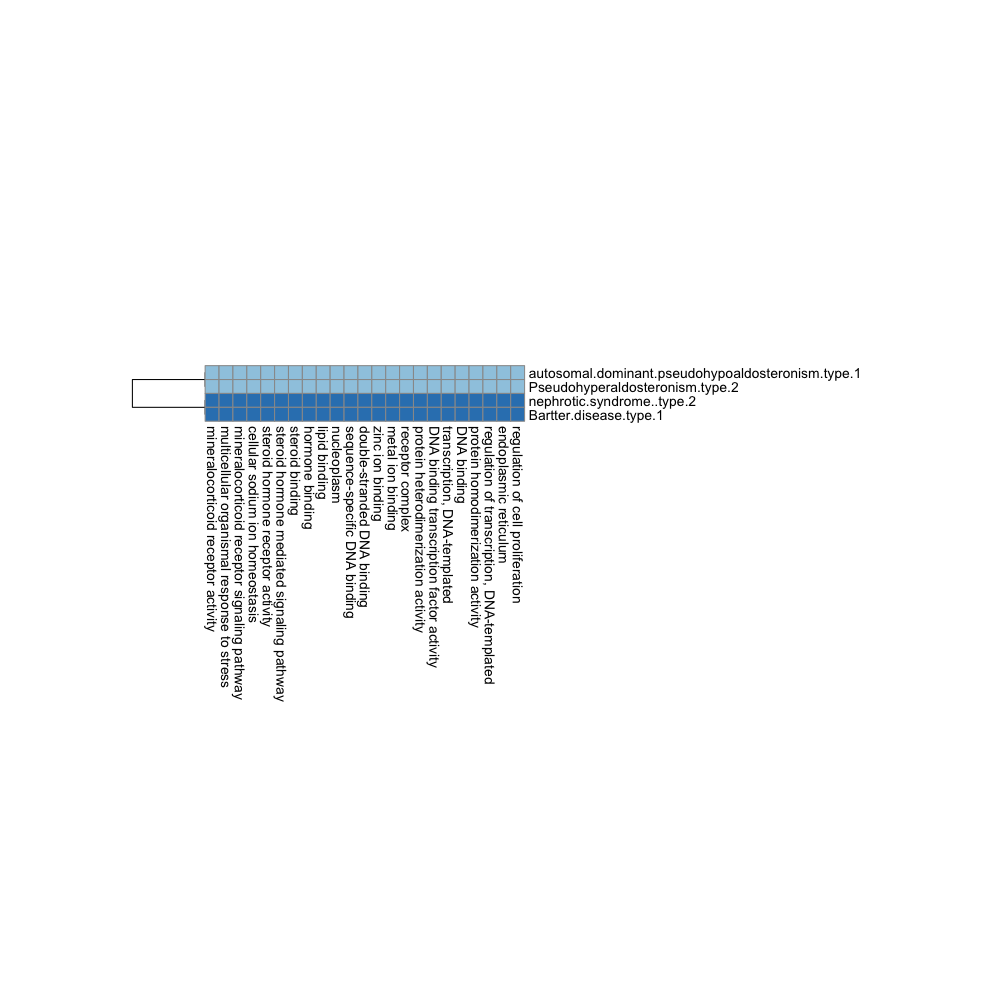 autosomal.dominant.pseudohypoaldosteronism.type.1
Pseudohyperaldosteronism.type.2
nephrotic.syndrome..type.2
Bartter.disease.type.1
mineralocorticoid receptor activity
multicellular organismal response to stress
mineralocorticoid receptor signaling pathway
cellular sodium ion homeostasis
steroid hormone receptor activity
steroid hormone mediated signaling pathway
steroid binding
hormone binding
lipid binding
nucleoplasm
sequence-specific DNA binding
double-stranded DNA binding
zinc ion binding
metal ion binding
receptor complex
protein heterodimerization activity
DNA binding transcription factor activity
transcription, DNA-templated
DNA binding
protein homodimerization activity
regulation of transcription, DNA-templated
endoplasmic reticulum
regulation of cell proliferation